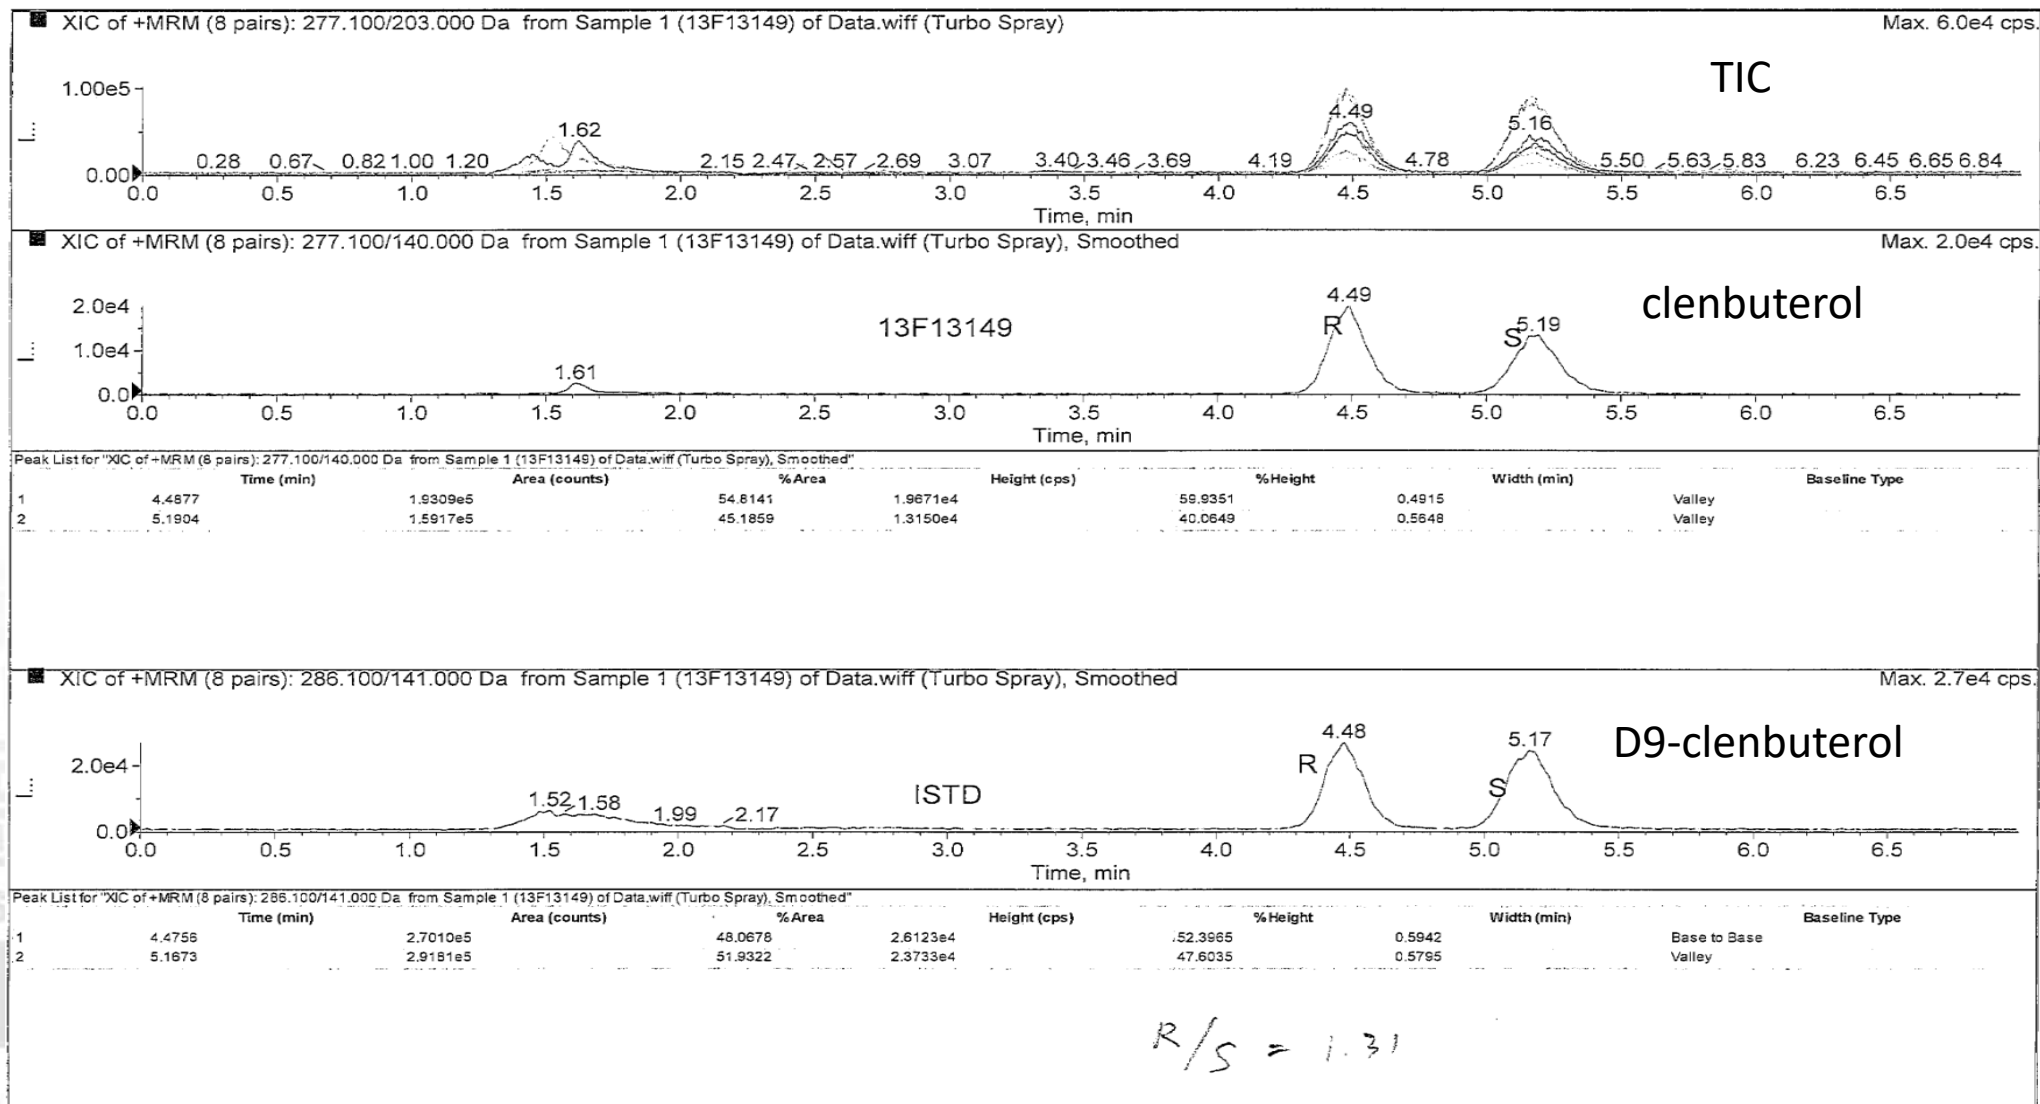 XIC of +MRM (8 pairs): 277.100/203.000 Da from Sample 1 (13F13149) of Data.wiff (Turbo Spray) Max. 6.0e4 cps.
TIC
1.00e5
0.00
I...
1.62
4.49
5.16
0.28 0.67 0.82 1.00 1.20 2.15 2.47 2.57 2.69 3.07 3.40 3.46 3.69 4.19 4.78 5.50 5.63 5.83 6.23 6.45 6.65 6.84
0.0 0.5 1.0 1.5 2.0 2.5 3.0 3.5 4.0 4.5 5.0 5.5 6.0 6.5
Time, min
XIC of +MRM (8 pairs): 277.100/140.000 Da from Sample 1 (13F13149) of Data.wiff (Turbo Spray), Smoothed Max. 2.0e4 cps.
clenbuterol
2.0e4
1.0e4
0.0
I...
13F13149
1.61
4.49
R
S
5.19
0.0 0.5 1.0 1.5 2.0 2.5 3.0 3.5 4.0 4.5 5.0 5.5 6.0 6.5
Time, min
Peak List for "XIC of +MRM (8 pairs): 277.100/140.000 Da from Sample 1 (13F13149) of Data.wiff (Turbo Spray), Smoothed"
Time (min) Area (counts) %Area Height (cps) %Height Width (min) Baseline Type
1 4.4877 1.9309e5 54.8141 1.9671e4 59.9351 0.4915 Valley
2 5.1904 1.5917e5 45.1859 1.3150e4 40.0649 0.5648 Valley
XIC of +MRM (8 pairs): 286.100/141.000 Da from Sample 1 (13F13149) of Data.wiff (Turbo Spray), Smoothed Max. 2.7e4 cps.
D9-clenbuterol
2.0e4
0.0
I...
1.52 1.58 1.99 2.17
ISTD
4.48
R
5.17
S
0.0 0.5 1.0 1.5 2.0 2.5 3.0 3.5 4.0 4.5 5.0 5.5 6.0 6.5
Time, min
Peak List for "XIC of +MRM (8 pairs): 286.100/141.000 Da from Sample 1 (13F13149) of Data.wiff (Turbo Spray), Smoothed"
Time (min) Area (counts) %Area Height (cps) %Height Width (min) Baseline Type
1 4.4756 2.7010e5 48.0678 2.6123e4 52.3965 0.5942 Base to Base
2 5.1673 2.9181e5 51.9322 2.3733e4 47.6035 0.5795 Valley
R/S = 1.31